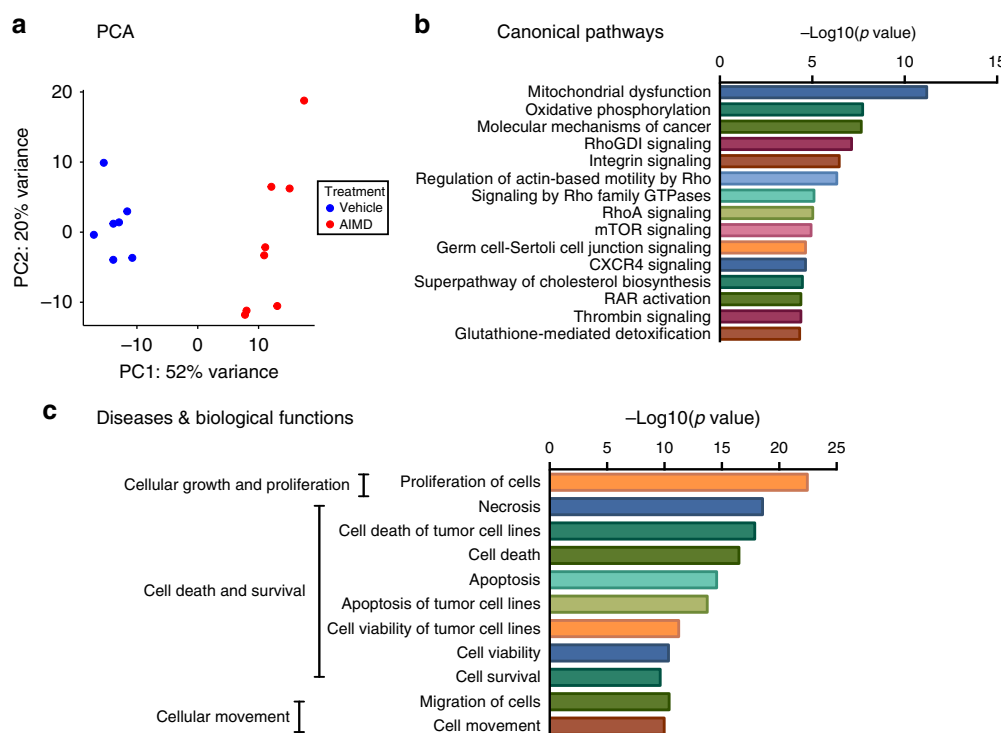 a
PCA
20
10
0
−10
PC2: 20% variance
−10
0
10
PC1: 52% variance
Treatment
Vehicle
AIMD
b
Canonical pathways
−Log10(p value)
0
5
10
15
Mitochondrial dysfunction
Oxidative phosphorylation
Molecular mechanisms of cancer
RhoGDI signaling
Integrin signaling
Regulation of actin-based motility by Rho
Signaling by Rho family GTPases
RhoA signaling
mTOR signaling
Germ cell-Sertoli cell junction signaling
CXCR4 signaling
Superpathway of cholesterol biosynthesis
RAR activation
Thrombin signaling
Glutathione-mediated detoxification
c
Diseases & biological functions
−Log10(p value)
0
5
10
15
20
25
Cellular growth and proliferation
Proliferation of cells
Cell death and survival
Necrosis
Cell death of tumor cell lines
Cell death
Apoptosis
Apoptosis of tumor cell lines
Cell viability of tumor cell lines
Cell viability
Cell survival
Cellular movement
Migration of cells
Cell movement